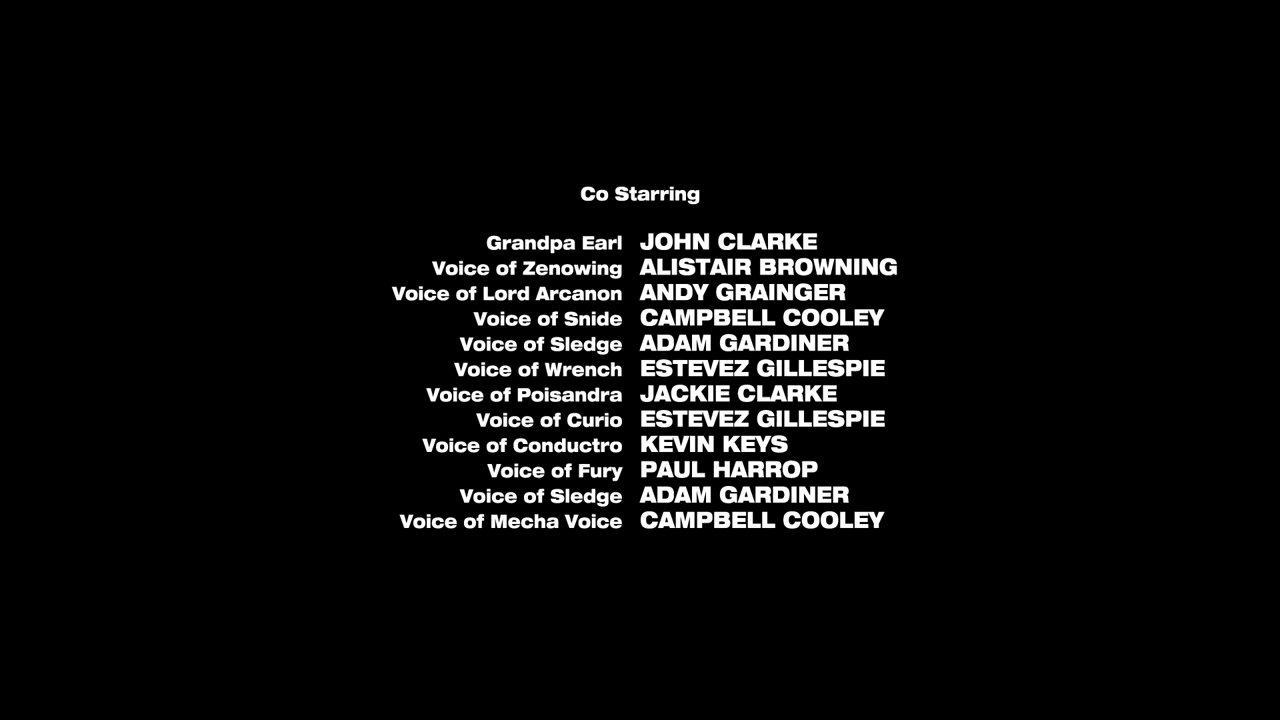 Co Starring
Grandpa Earl JOHN CLARKE
Voice of Zenowing ALISTAIR BROWNING
Voice of Lord Arcanon ANDY GRAINGER
Voice of Snide CAMPBELL COOLEY
Voice of Sledge ADAM GARDINER
Voice of Wrench ESTEVEZ GILLESPIE
Voice of Poisandra JACKIE CLARKE
Voice of Curio ESTEVEZ GILLESPIE
Voice of Conductro KEVIN KEYS
Voice of Fury PAUL HARROP
Voice of Sledge ADAM GARDINER
Voice of Mecha Voice CAMPBELL COOLEY